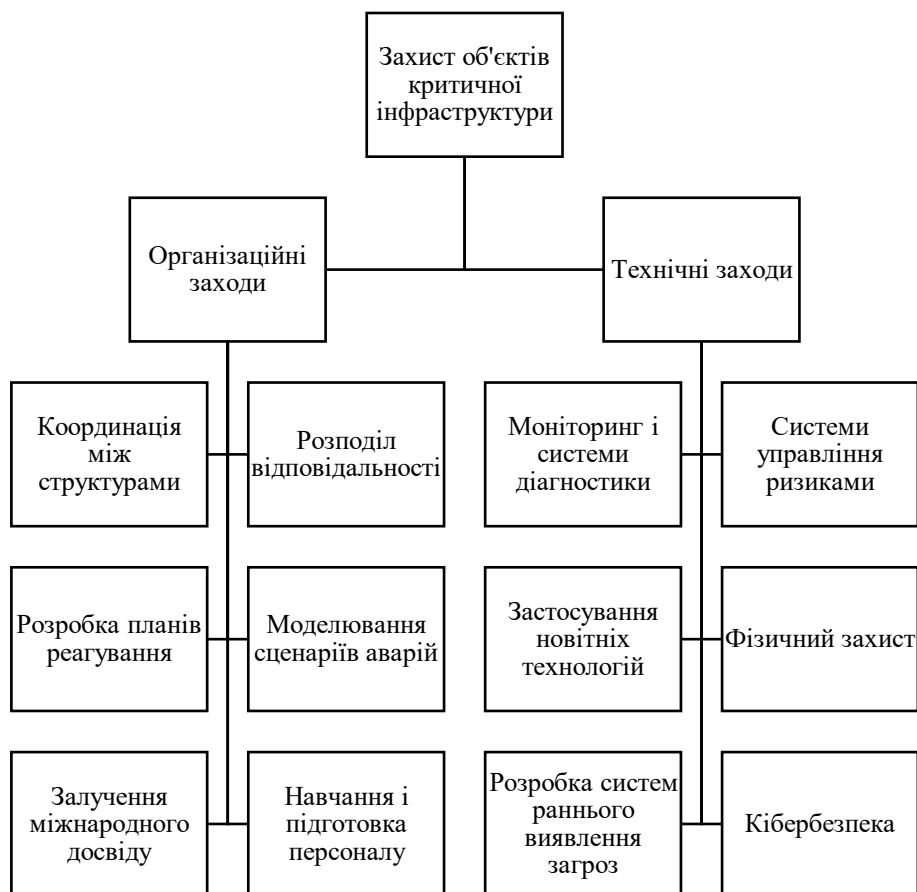 Захист об'єктів
критичної
інфраструктури
Організаційні
заходи
Технічні заходи
Координація
між
структурами
Розподіл
відповідальності
Моніторинг і
системи
діагностики
Системи
управління
ризиками
Розробка планів
реагування
Моделювання
сценаріїв аварій
Застосування
новітніх
технологій
Фізичний захист
Залучення
міжнародного
досвіду
Навчання і
підготовка
персоналу
Розробка систем
раннього
виявлення
загроз
Кібербезпека